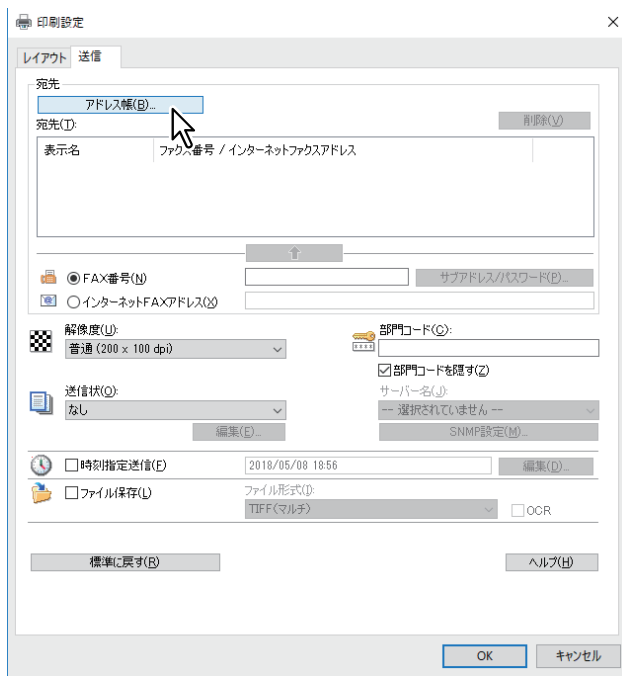 印刷設定
レイアウト 送信
宛先
アドレス帳(B)...
宛先(T):
削除(V)
表示名 ファクス番号 / インターネットファクスアドレス
FAX番号(N) サブアドレス/パスワード(P)...
インターネットFAXアドレス(X)
解像度(U): 部門コード(C):
普通 (200 x 100 dpi)
部門コードを隠す(Z)
送信状(O): サーバー名(J):
なし -- 選択されていません --
編集(E)... SNMP設定(M)...
時刻指定送信(F) 2018/05/08 18:56 編集(D)...
ファイル保存(L) ファイル形式(I):
TIFF(マルチ) OCR
標準に戻す(R) ヘルプ(H)
OK キャンセル